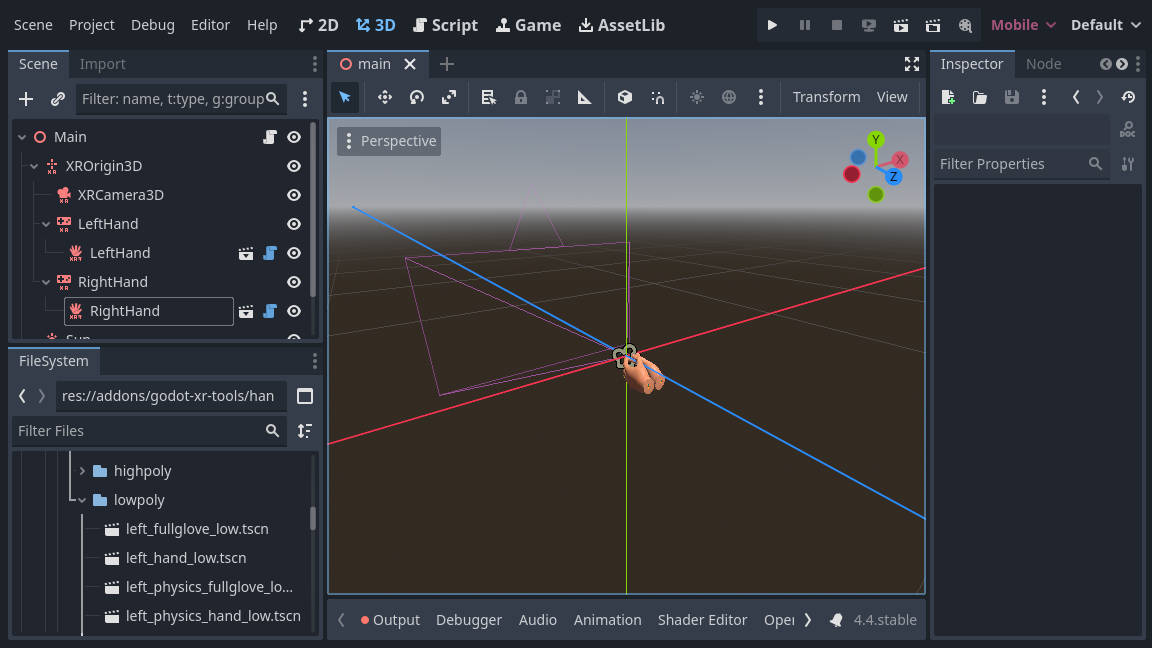 Scene Project Debug Editor Help 2D 3D Script Game AssetLib Mobile Default
Scene Import
Filter: name, t:type, g:group
Main
XROrigin3D
XRCamera3D
LeftHand
LeftHand
RightHand
RightHand
FileSystem
res://addons/godot-xr-tools/han
Filter Files
highpoly
lowpoly
left_fullglove_low.tscn
left_hand_low.tscn
left_physics_fullglove_lo...
left_physics_hand_low.tscn
main
Transform View
Perspective
Y
X
Z
Output Debugger Audio Animation Shader Editor 4.4.stable
Inspector Node
DOC
Filter Properties